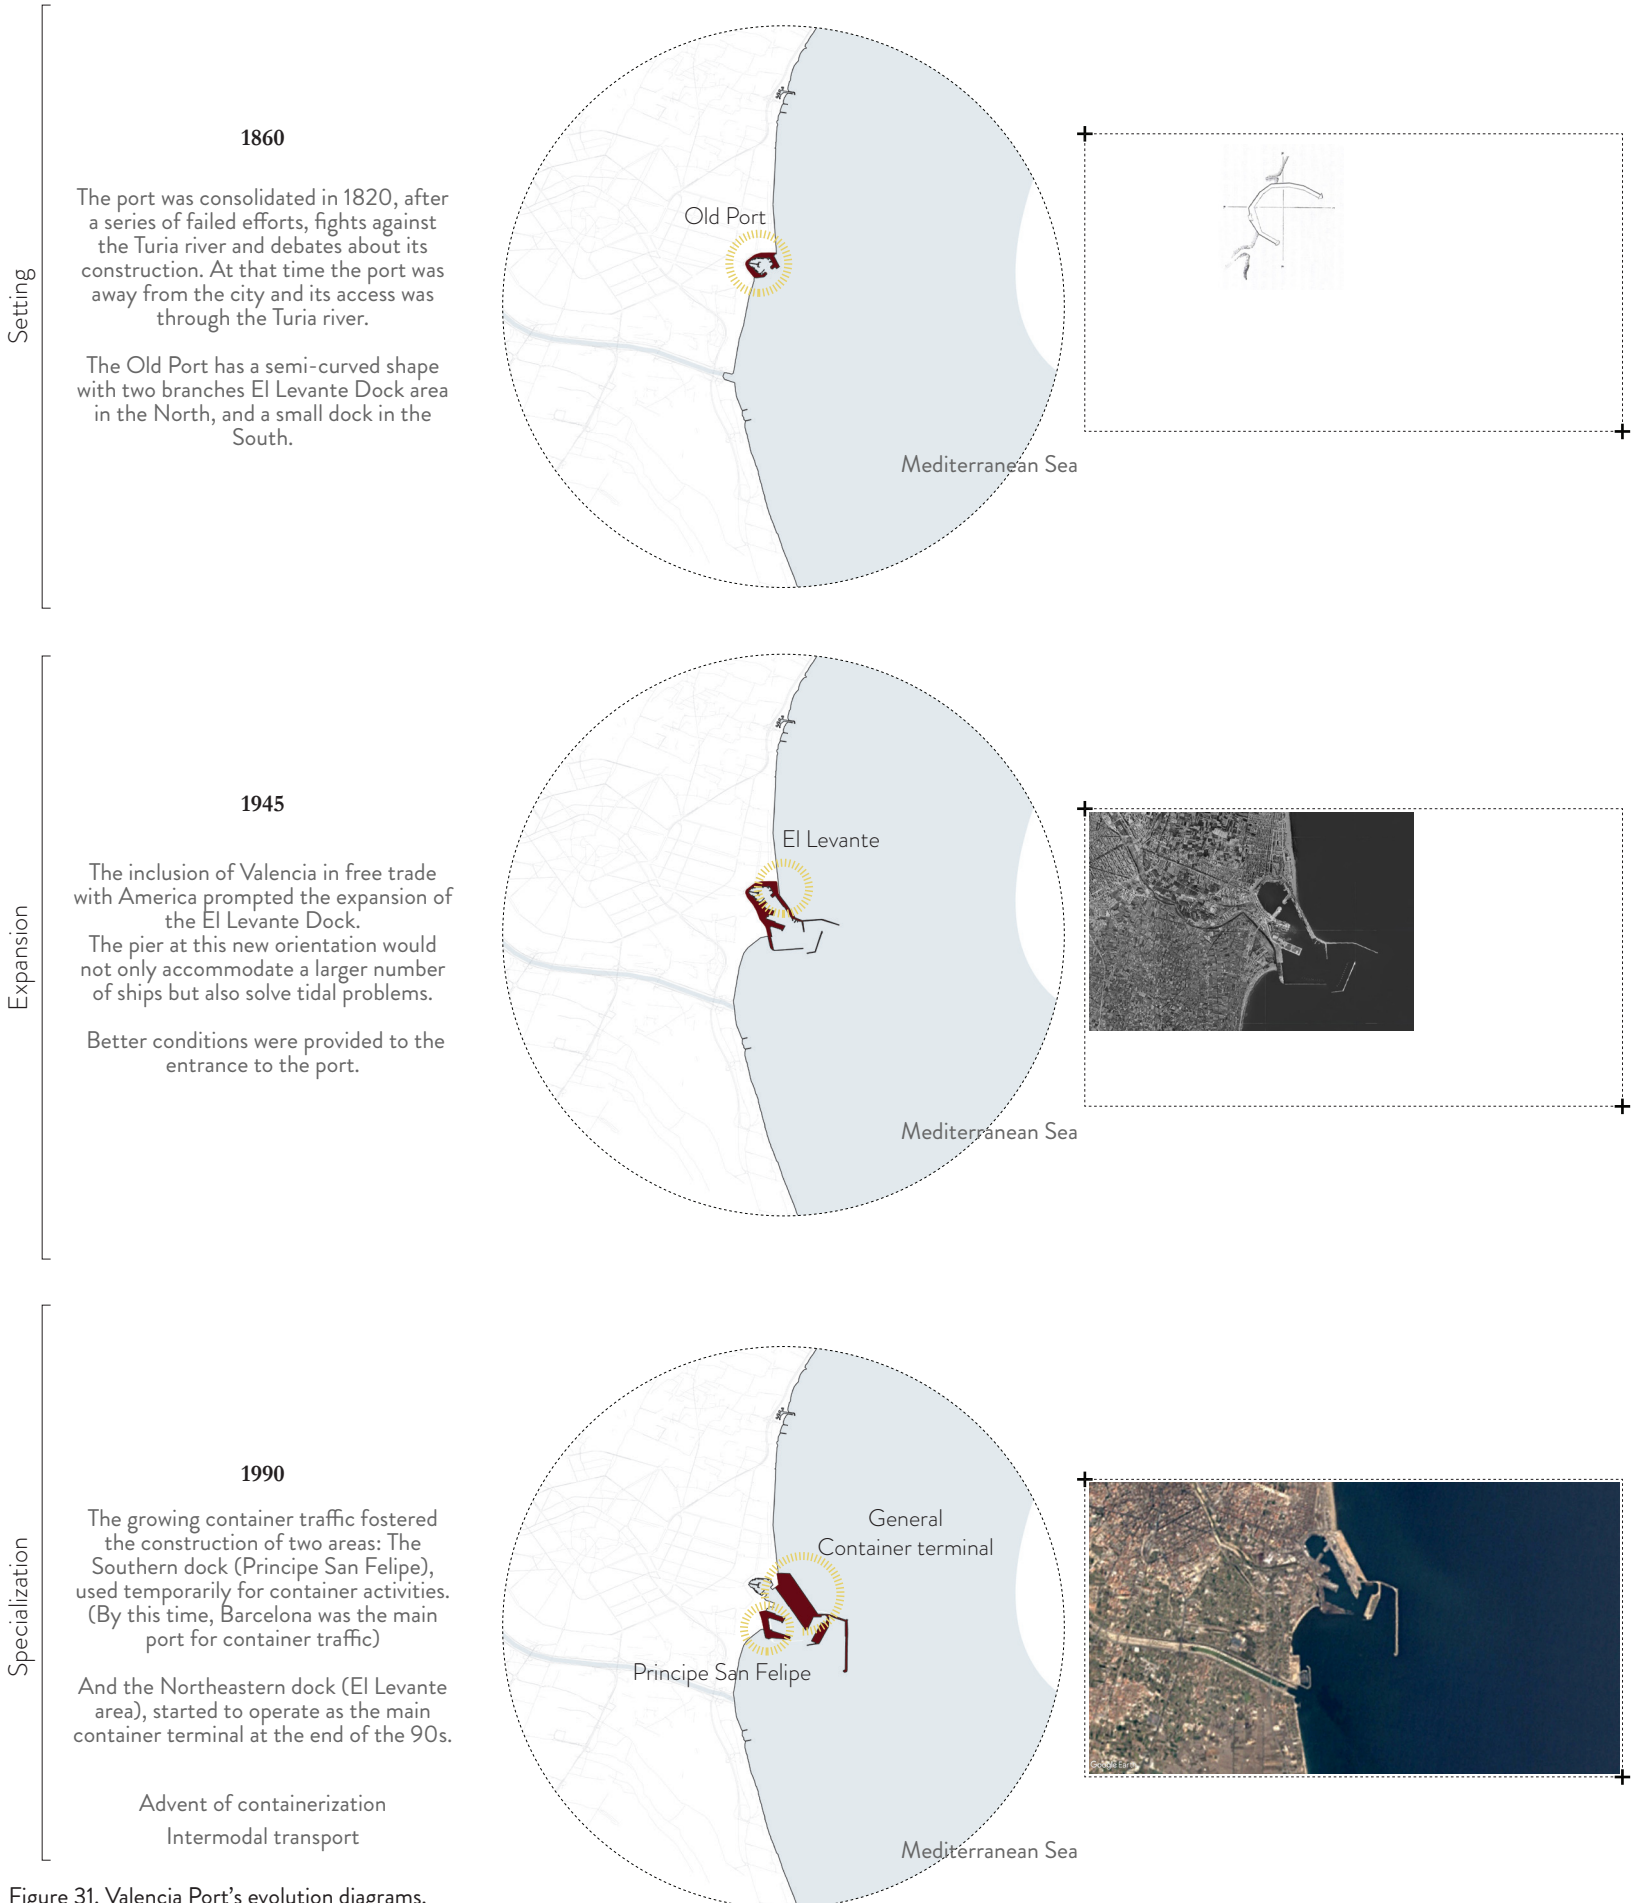 Setting
1860
The port was consolidated in 1820, after
a series of failed efforts, fights against
the Turia river and debates about its
construction. At that time the port was
away from the city and its access was
through the Turia river.
The Old Port has a semi-curved shape
with two branches El Levante Dock area
in the North, and a small dock in the
South.
Old Port
Mediterranean Sea
Expansion
1945
The inclusion of Valencia in free trade
with America prompted the expansion of
the El Levante Dock.
The pier at this new orientation would
not only accommodate a larger number
of ships but also solve tidal problems.
Better conditions were provided to the
entrance to the port.
El Levante
Mediterranean Sea
Specialization
1990
The growing container traffic fostered
the construction of two areas: The
Southern dock (Principe San Felipe),
used temporarily for container activities.
(By this time, Barcelona was the main
port for container traffic)
And the Northeastern dock (El Levante
area), started to operate as the main
container terminal at the end of the 90s.
Advent of containerization
Intermodal transport
General
Container terminal
Principe San Felipe
Mediterranean Sea
Google Earth
Figure 31. Valencia Port's evolution diagrams.